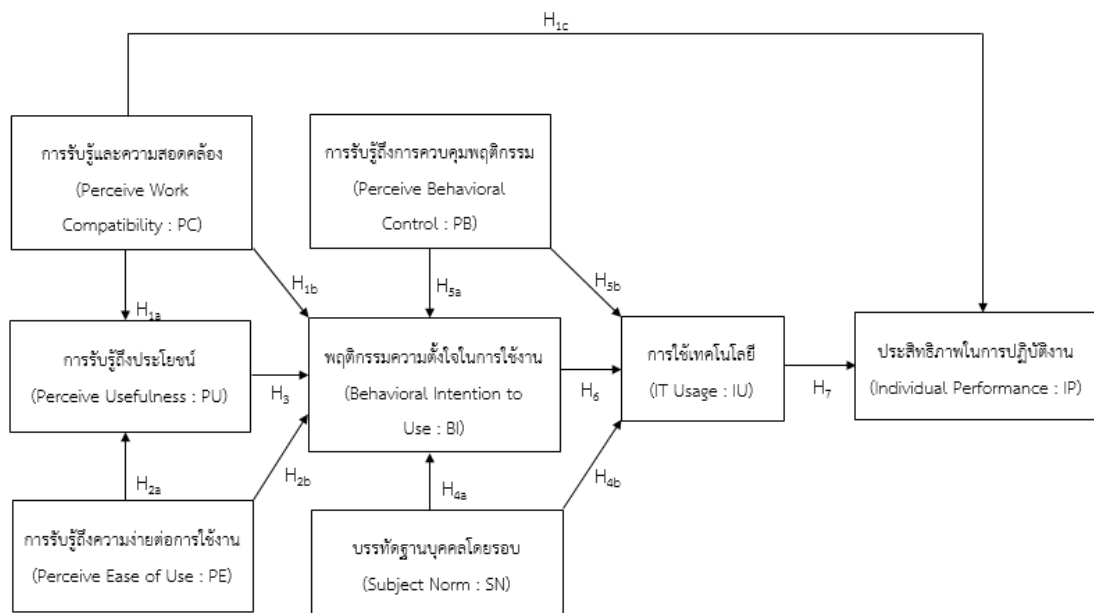 H1c
การรับรู้และความสอดคล้อง
(Perceive Work
Compatibility : PC)
การรับรู้ถึงการควบคุมพฤติกรรม
(Perceive Behavioral
Control : PB)
H1a
H1b
H5a
H5b
การรับรู้ถึงประโยชน์
(Perceive Usefulness : PU)
H3
พฤติกรรมความตั้งใจในการใช้งาน
(Behavioral Intention to
Use : BI)
H6
การใช้เทคโนโลยี
(IT Usage : IU)
H7
ประสิทธิภาพในการปฏิบัติงาน
(Individual Performance : IP)
H2a
H2b
H4a
H4b
การรับรู้ถึงความง่ายต่อการใช้งาน
(Perceive Ease of Use : PE)
บรรทัดฐานบุคคลโดยรอบ
(Subject Norm : SN)